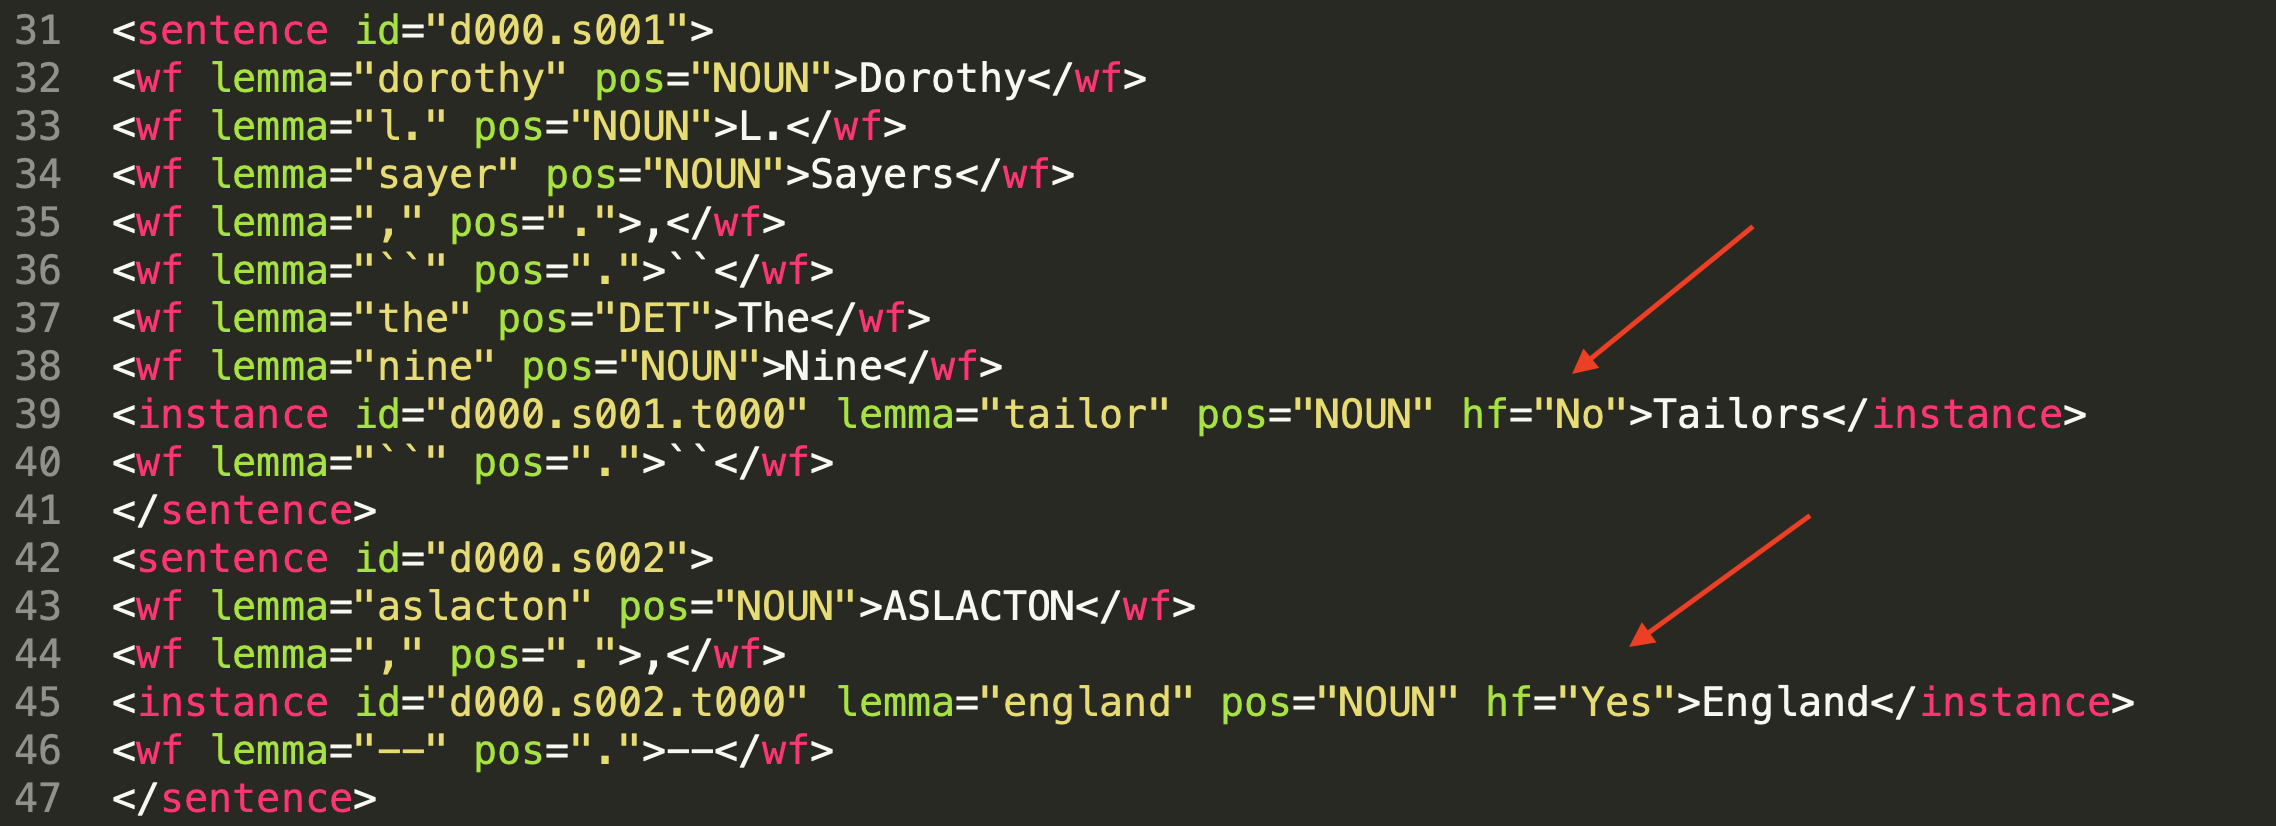 31 <sentence id="d000.s001">
32 <wf lemma="dorothy" pos="NOUN">Dorothy</wf>
33 <wf lemma="l." pos="NOUN">L.</wf>
34 <wf lemma="sayer" pos="NOUN">Sayers</wf>
35 <wf lemma="," pos=".">,</wf>
36 <wf lemma="``" pos=".">``</wf>
37 <wf lemma="the" pos="DET">The</wf>
38 <wf lemma="nine" pos="NOUN">Nine</wf>
39 <instance id="d000.s001.t000" lemma="tailor" pos="NOUN" hf="No">Tailors</instance>
40 <wf lemma="``" pos=".">``</wf>
41 </sentence>
42 <sentence id="d000.s002">
43 <wf lemma="aslacton" pos="NOUN">ASLACTON</wf>
44 <wf lemma="," pos=".">,</wf>
45 <instance id="d000.s002.t000" lemma="england" pos="NOUN" hf="Yes">England</instance>
46 <wf lemma="--" pos=".">--</wf>
47 </sentence>